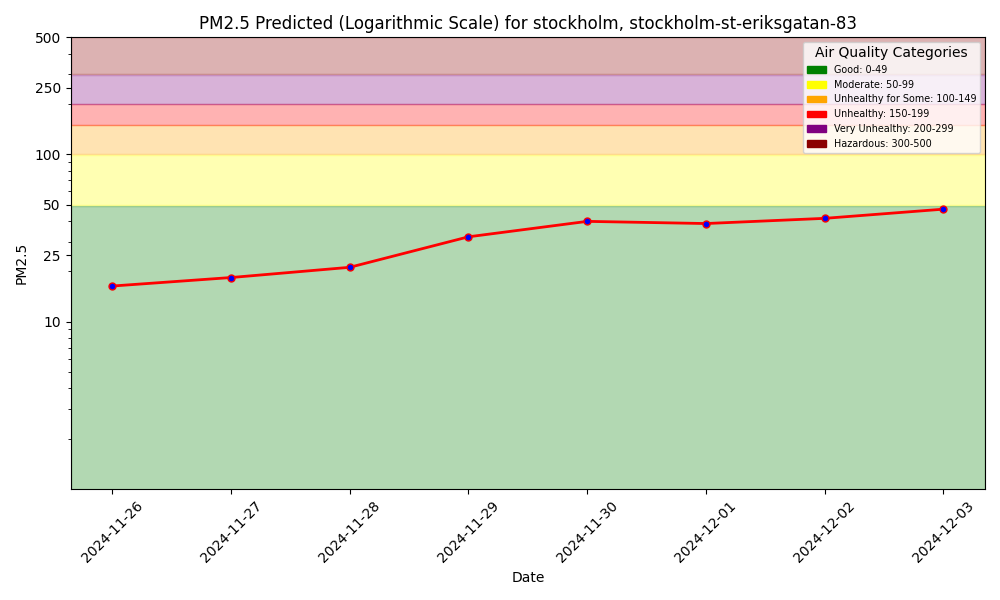 PM2.5 Predicted (Logarithmic Scale) for stockholm, stockholm-st-eriksgatan-83
500
250
100
50
25
10
PM2.5
Air Quality Categories
Good: 0-49
Moderate: 50-99
Unhealthy for Some: 100-149
Unhealthy: 150-199
Very Unhealthy: 200-299
Hazardous: 300-500
2024-11-26
2024-11-27
2024-11-28
2024-11-29
2024-11-30
2024-12-01
2024-12-02
2024-12-03
Date